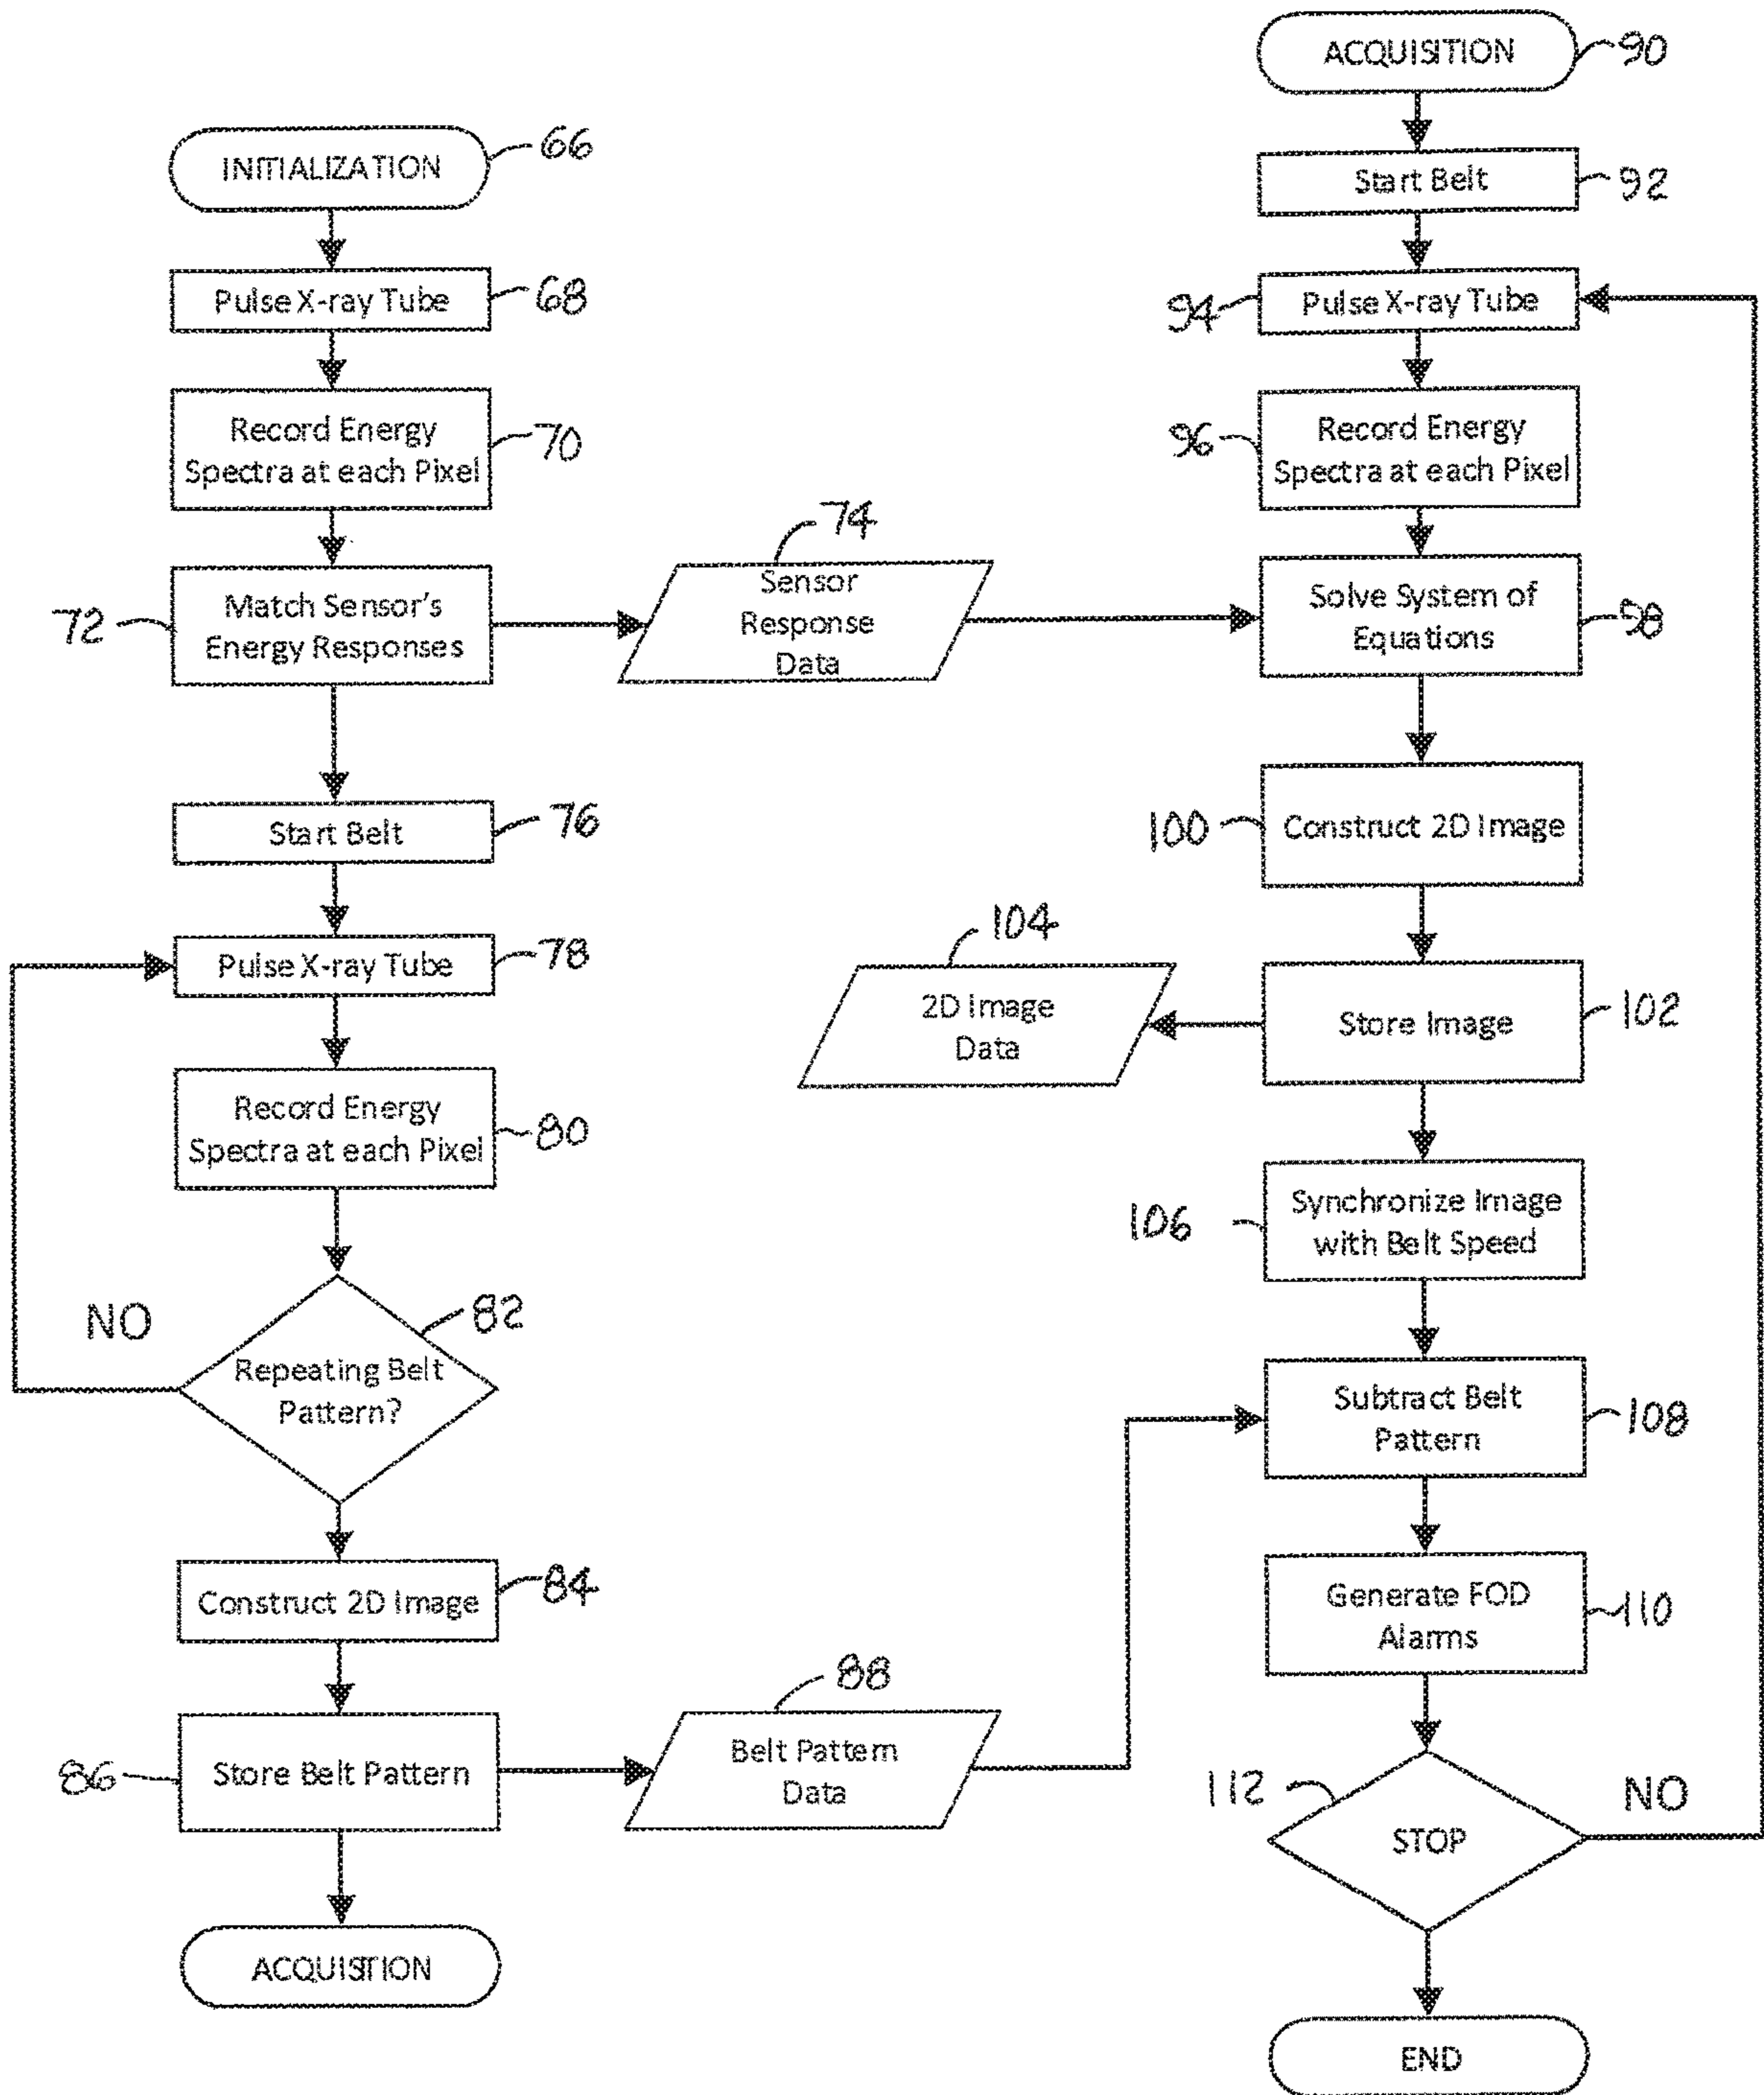 INITIALIZATION
66
Pulse X-ray Tube
68
Record Energy
Spectra at each Pixel
70
Match Sensor's
Energy Responses
72
Sensor
Response
Data
74
Start Belt
76
Pulse X-ray Tube
78
Record Energy
Spectra at each Pixel
80
Repeating Belt
Pattern?
82
NO
Construct 2D Image
84
Store Belt Pattern
86
Belt Pattern
Data
88
ACQUISITION
ACQUISITION
90
Start Belt
92
Pulse X-ray Tube
94
Record Energy
Spectra at each Pixel
96
Solve System of
Equations
98
Construct 2D Image
100
Store Image
102
2D Image
Data
104
Synchronize Image
with Belt Speed
106
Subtract Belt
Pattern
108
Generate FOD
Alarms
110
STOP
112
NO
END